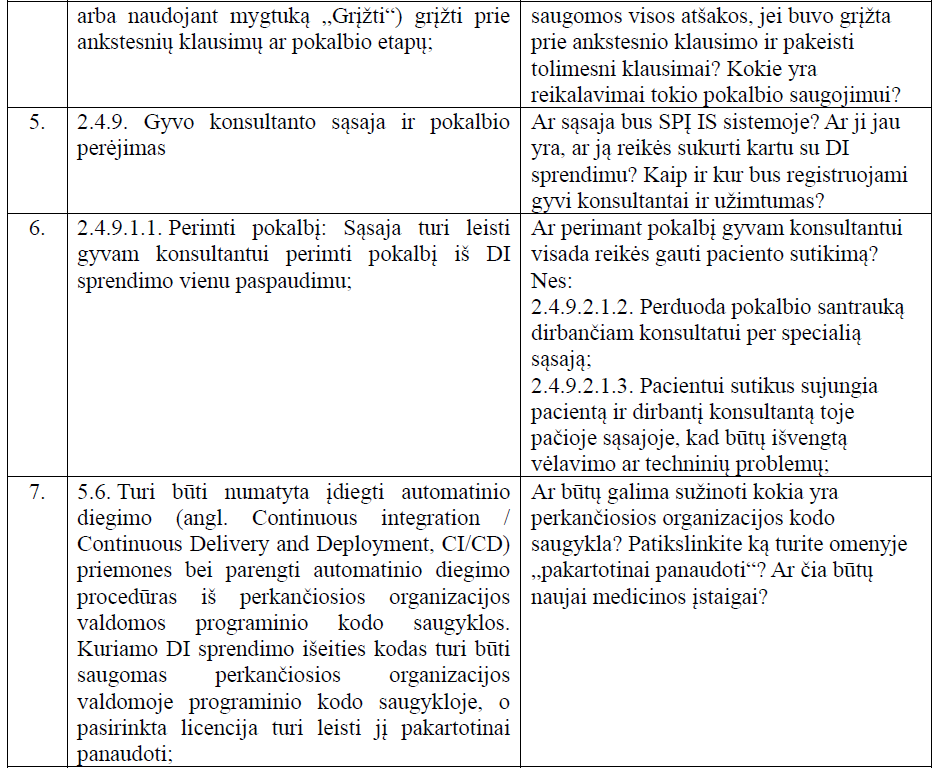 arba naudojant mygtuką „Grįžti“) grįžti prie
ankstesnių klausimų ar pokalbio etapų;
saugomos visos atšakos, jei buvo grįžta
prie ankstesnio klausimo ir pakeisti
tolimesni klausimai? Kokie yra
reikalavimai tokio pokalbio saugojimui?
5.
2.4.9. Gyvo konsultanto sąsaja ir pokalbio
perėjimas
Ar sąsaja bus SPĮ IS sistemoje? Ar ji jau
yra, ar ją reikės sukurti kartu su DI
sprendimu? Kaip ir kur bus registruojami
gyvi konsultantai ir užimtumas?
6.
2.4.9.1.1. Perimti pokalbį: Sąsaja turi leisti
gyvam konsultantui perimti pokalbį iš DI
sprendimo vienu paspaudimu;
Ar perimant pokalbį gyvam konsultantui
visada reikės gauti paciento sutikimą?
Nes:
2.4.9.2.1.2. Perduoda pokalbio santrauką
dirbančiam konsultatui per specialią
sąsają;
2.4.9.2.1.3. Pacientui sutikus sujungia
pacientą ir dirbantį konsultantą toje
pačioje sąsajoje, kad būtų išvengtą
vėlavimo ar techninių problemų;
7.
5.6. Turi būti numatyta įdiegti automatinio
diegimo (angl. Continuous integration /
Continuous Delivery and Deployment, CI/CD)
priemones bei parengti automatinio diegimo
procedūras iš perkančiosios organizacijos
valdomos programinio kodo saugyklos.
Kuriamo DI sprendimo išeities kodas turi būti
saugomas perkančiosios organizacijos
valdomoje programinio kodo saugykloje, o
pasirinkta licencija turi leisti jį pakartotinai
panaudoti;
Ar būtų galima sužinoti kokia yra
perkančiosios organizacijos kodo
saugykla? Patikslinkite ką turite omenyje
„pakartotinai panaudoti“? Ar čia būtų
naujai medicinos įstaigai?